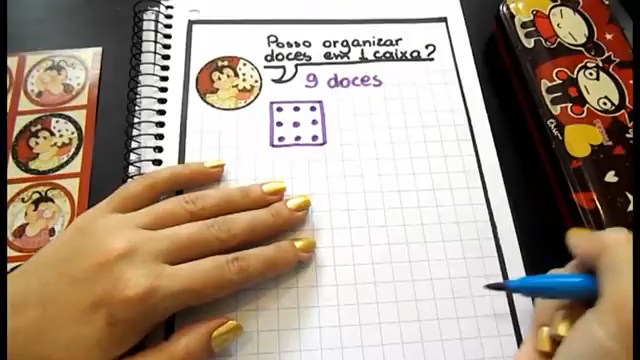 Posso organizar
doces em 1 caixa?
9 doces